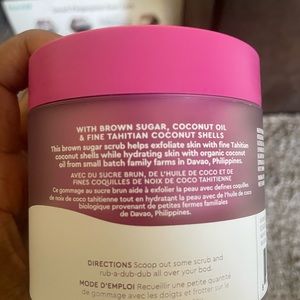 WITH BROWN SUGAR, COCONUT OIL
& FINE TAHITIAN COCONUT SHELLS
This brown sugar scrub helps exfoliate skin with fine Tahitian
coconut shells while hydrating skin with organic coconut
oil from small batch family farms in Davao, Philippines.
AVEC DU SUCRE BRUN, DE L'HUILE DE COCO ET DE
FINES COQUILLES DE NOIX DE COCO TAHITIENNE
Ce gommage au sucre brun aide à exfolier la peau avec defines coquilles
de noix de coco tahitienne tout en hydratant la peau avec de l'huile de coco
biologique provenant de petites fermes familiales
de Davao, Philippines.
DIRECTIONS Scoop out some scrub and
rub-a-dub-dub all over your bod.
MODE D'EMPLOI Recueillir une petite quantité
de gommage avec les doigts et frotter sur le